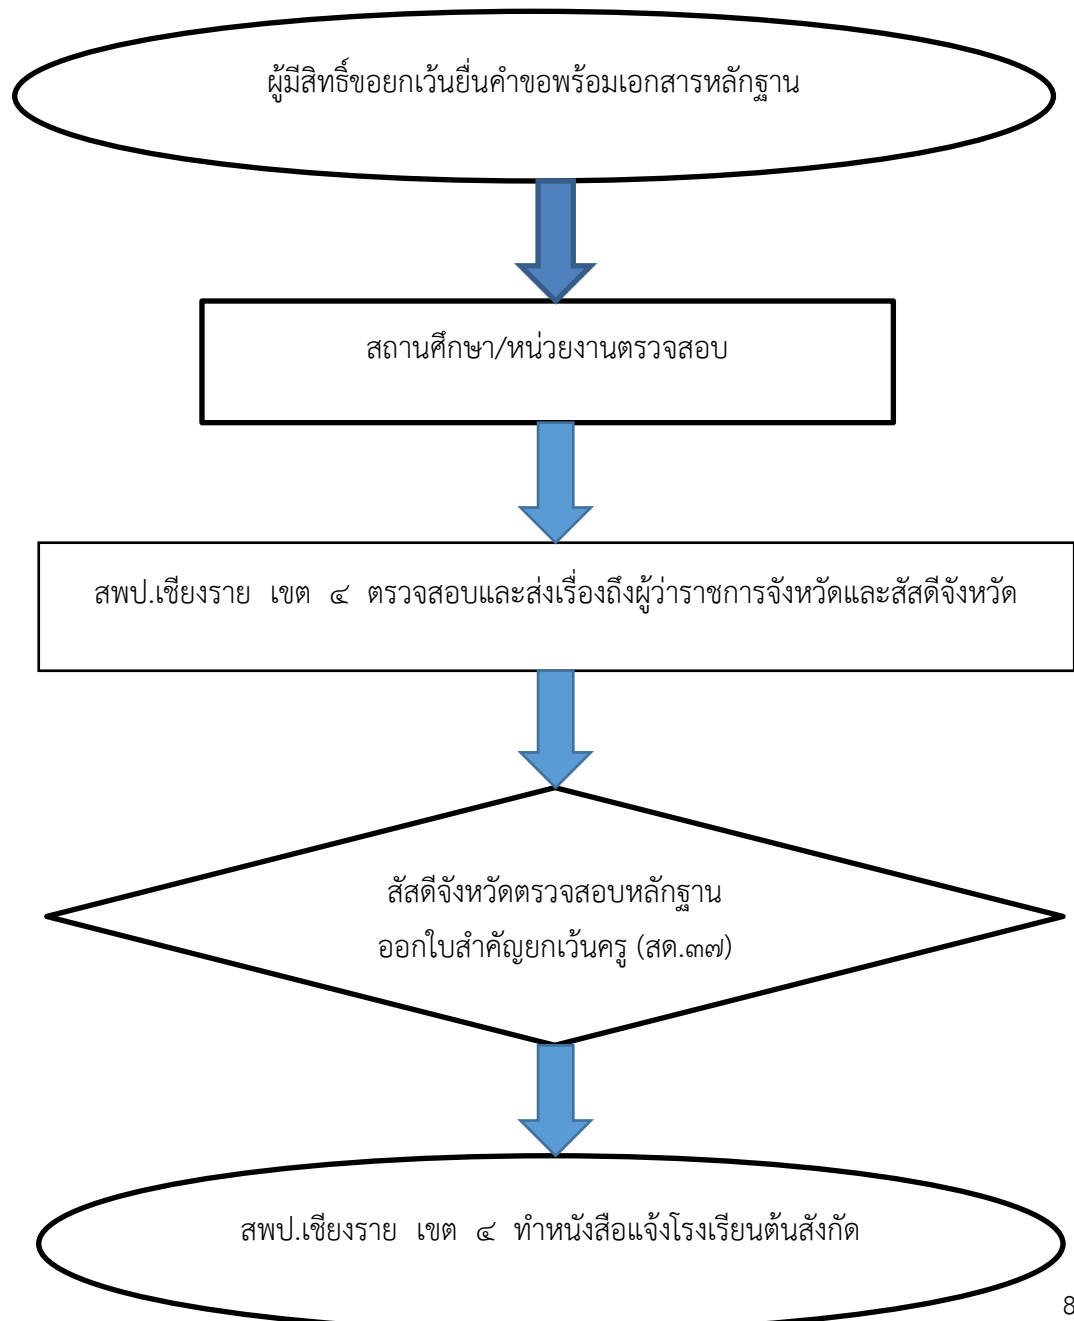 ผู้มีสิทธิ์ขอยกเว้นยื่นคำขอพร้อมเอกสารหลักฐาน
สถานศึกษา/หน่วยงานตรวจสอบ
สพป.เชียงราย เขต ๔ ตรวจสอบและส่งเรื่องถึงผู้ว่าราชการจังหวัดและสัสดีจังหวัด
สัสดีจังหวัดตรวจสอบหลักฐาน
ออกใบสำคัญยกเว้นครู (สด.๓๗)
สพป.เชียงราย เขต ๔ ทำหนังสือแจ้งโรงเรียนต้นสังกัด
8